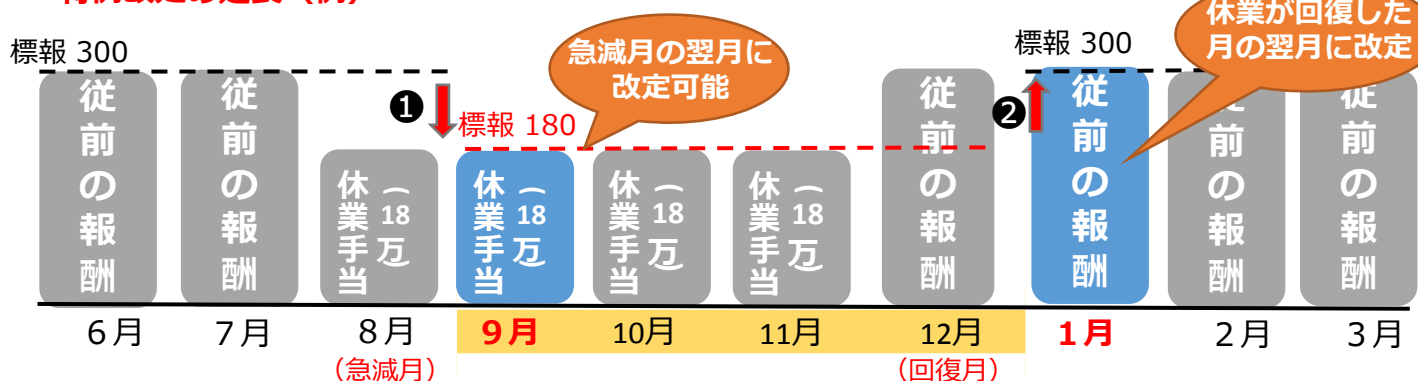 標報 300
急減月の翌月に
改定可能
標報 300
休業が回復した
月の翌月に改定
❶
標報 180
❷
従前の報酬
従前の報酬
休業手当
(18万)
休業手当
(18万)
休業手当
(18万)
休業手当
(18万)
従前の報酬
従前の報酬
前の報酬
従前の報酬
6月
7月
8月
9月
10月
11月
12月
1月
2月
3月
(急減月)
(回復月)